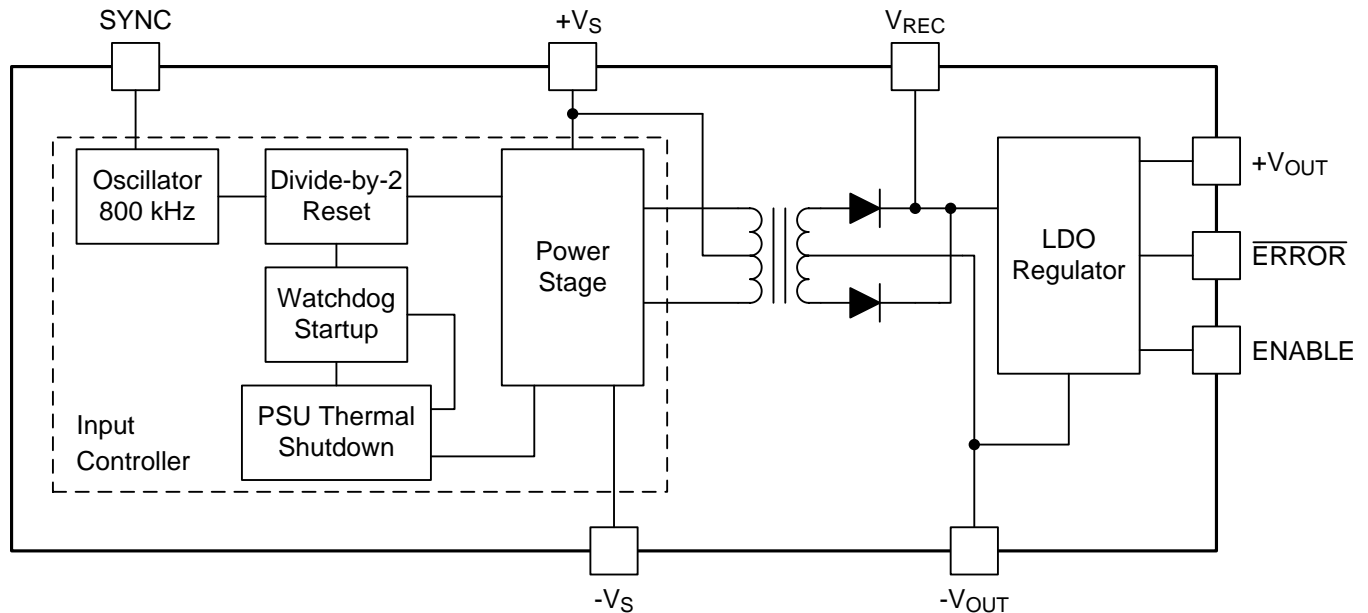 SYNC
+VS
VREC
Oscillator
800 kHz
Divide-by-2
Reset
Power
Stage
LDO
Regulator
+VOUT
ERROR
ENABLE
Watchdog
Startup
PSU Thermal
Shutdown
Input
Controller
-VS
-VOUT